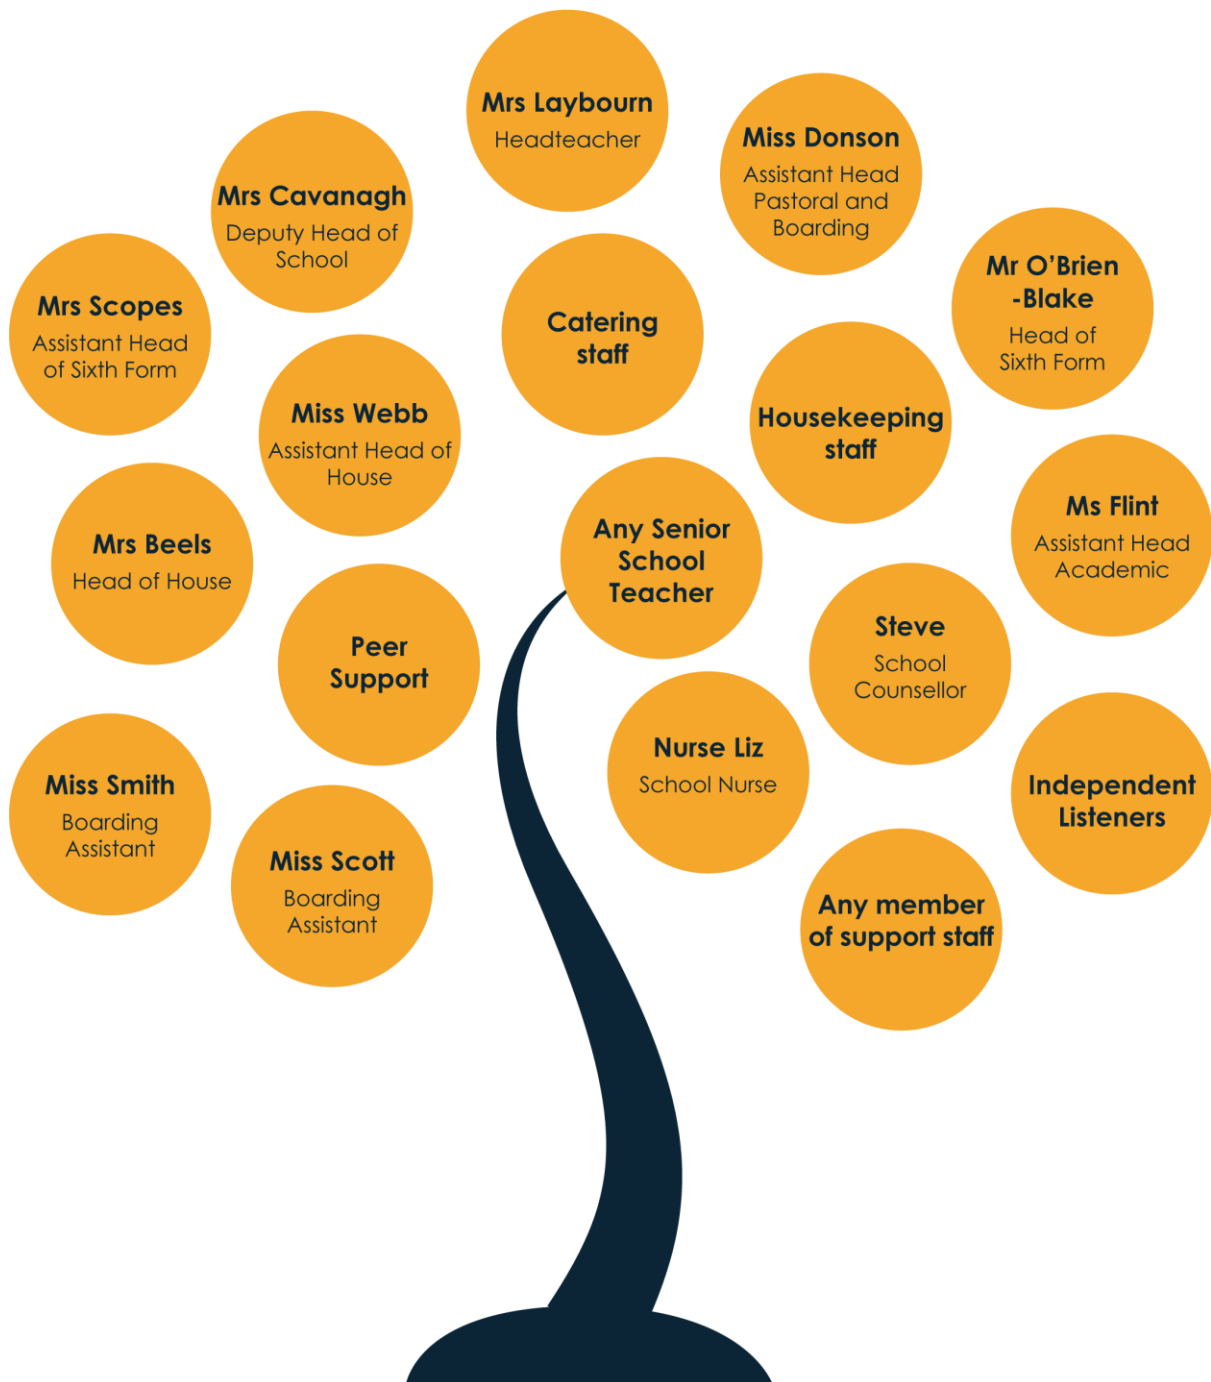 Mrs Laybourn
Headteacher
Miss Donson
Assistant Head
Pastoral and
Boarding
Mrs Cavanagh
Deputy Head of
School
Mr O’Brien
-Blake
Head of
Sixth Form
Mrs Scopes
Assistant Head
of Sixth Form
Catering
staff
Miss Webb
Assistant Head of
House
Housekeeping
staff
Ms Flint
Assistant Head
Academic
Mrs Beels
Head of House
Any Senior
School
Teacher
Peer
Support
Steve
School
Counsellor
Nurse Liz
School Nurse
Miss Smith
Boarding
Assistant
Independent
Listeners
Miss Scott
Boarding
Assistant
Any member
of support staff